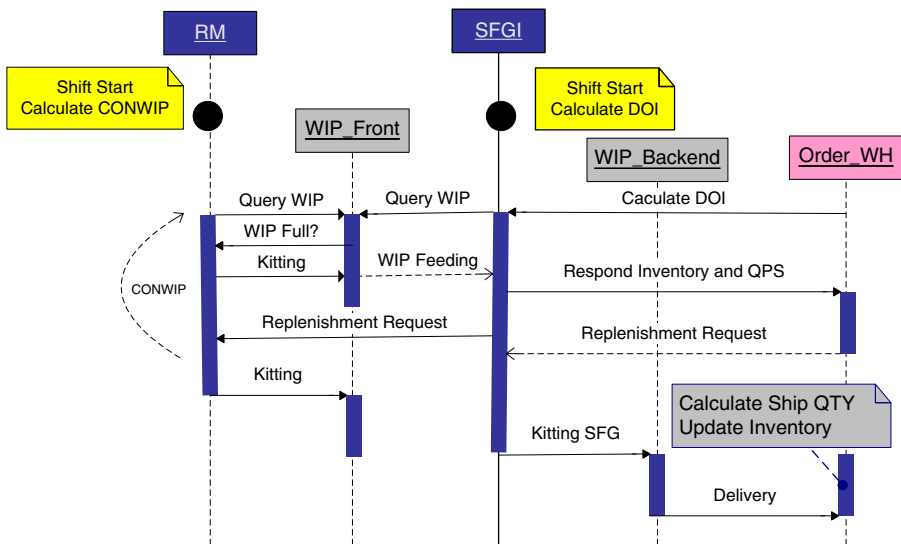 RM
SFGI
Shift Start
Calculate CONWIP
Shift Start
Calculate DOI
WIP_Front
WIP_Backend
Order_WH
Query WIP
Query WIP
Caculate DOI
WIP Full?
Kitting
WIP Feeding
Respond Inventory and QPS
CONWIP
Replenishment Request
Replenishment Request
Kitting
Calculate Ship QTY
Update Inventory
Kitting SFG
Delivery